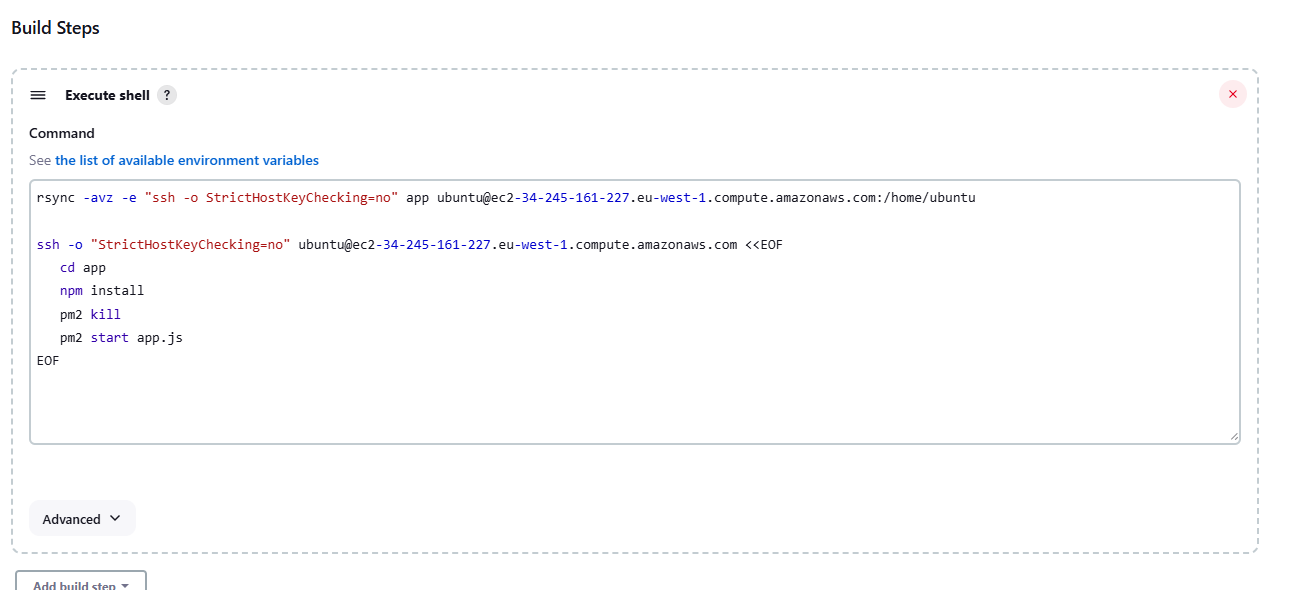 Build Steps
Execute shell ?
Command
See the list of available environment variables
rsync -avz -e "ssh -o StrictHostKeyChecking=no" app ubuntu@ec2-34-245-161-227.eu-west-1.compute.amazonaws.com:/home/ubuntu
ssh -o "StrictHostKeyChecking=no" ubuntu@ec2-34-245-161-227.eu-west-1.compute.amazonaws.com <<EOF
cd app
npm install
pm2 kill
pm2 start app.js
EOF
Advanced
Add build step